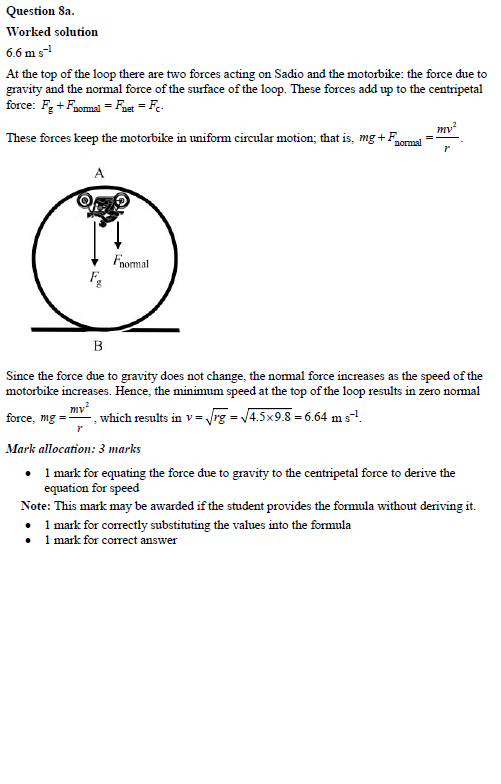 Question 8a.
Worked solution
6.6 m s⁻¹
At the top of the loop there are two forces acting on Sadio and the motorbike: the force due to
gravity and the normal force of the surface of the loop. These forces add up to the centripetal
force: F_g + F_normal = F_net = F_c.
These forces keep the motorbike in uniform circular motion; that is, mg + F_normal = mv²/r.
A
F_normal
F_g
B
Since the force due to gravity does not change, the normal force increases as the speed of the
motorbike increases. Hence, the minimum speed at the top of the loop results in zero normal
force, mg = mv²/r, which results in v = √rg = √4.5×9.8 = 6.64 m s⁻¹.
Mark allocation: 3 marks
• 1 mark for equating the force due to gravity to the centripetal force to derive the
equation for speed
Note: This mark may be awarded if the student provides the formula without deriving it.
• 1 mark for correctly substituting the values into the formula
• 1 mark for correct answer